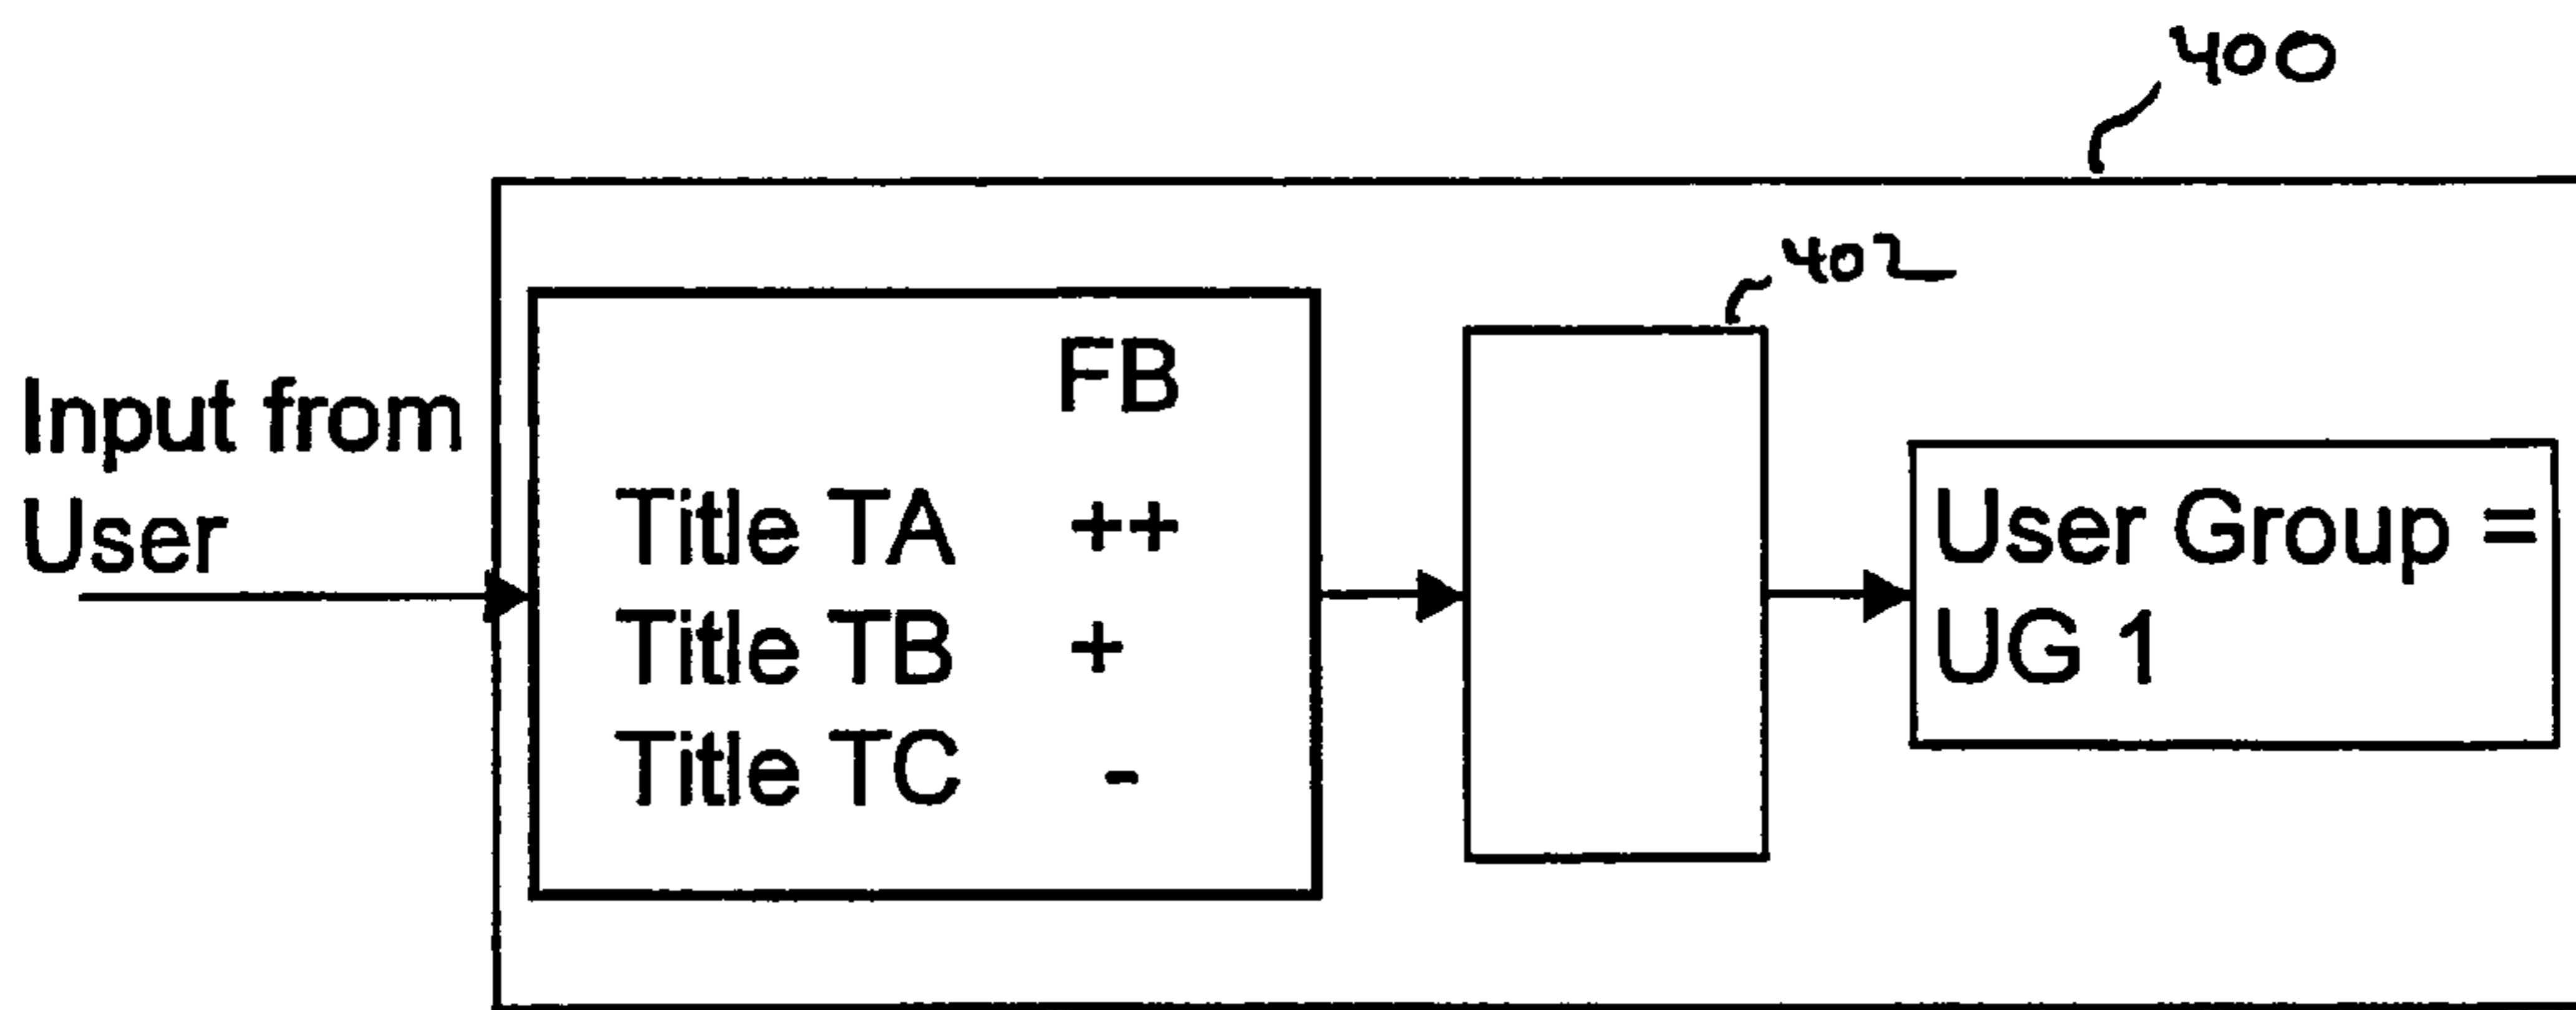 400
402
FB
Input from
User
Title TA ++
Title TB +
Title TC -
User Group =
UG 1